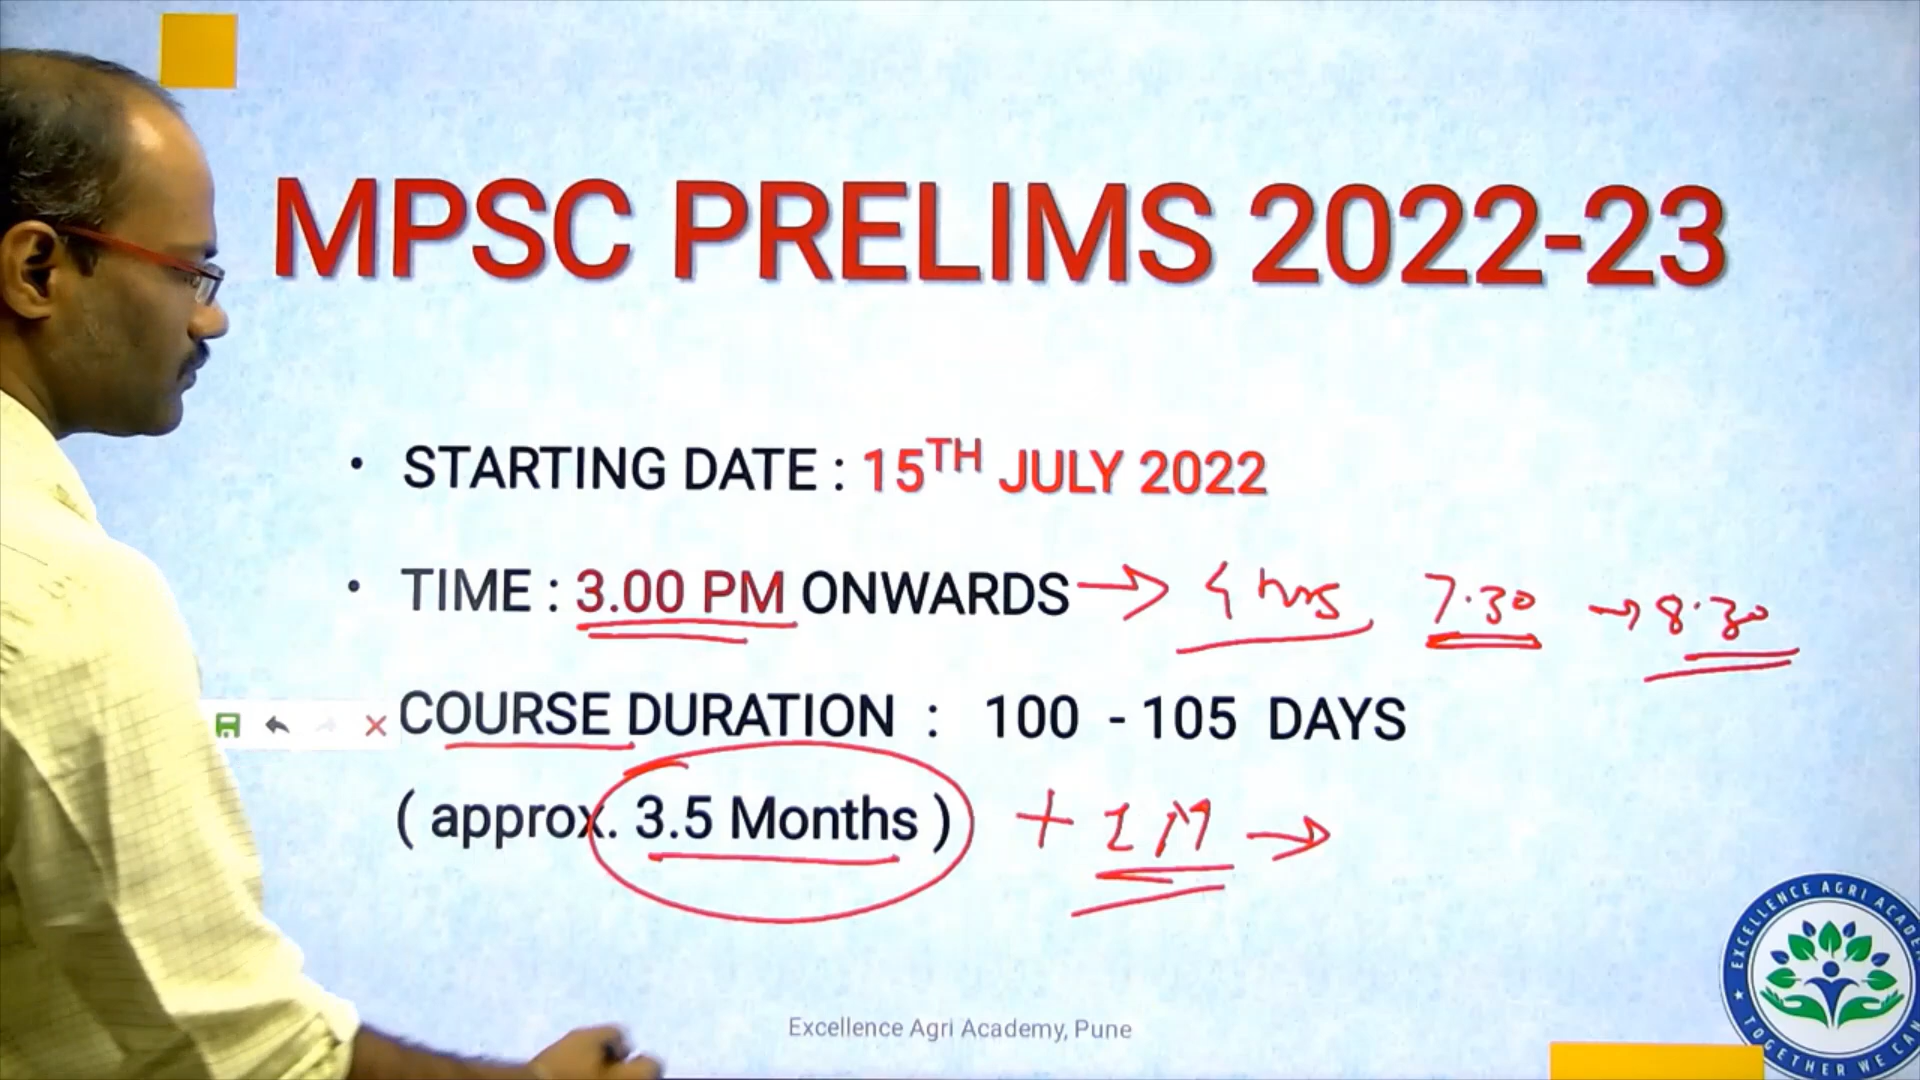 MPSC PRELIMS 2022-23
• STARTING DATE : 15TH JULY 2022
• TIME : 3.00 PM ONWARDS → 4 hrs 7.30 → 8.30
COURSE DURATION : 100 - 105 DAYS
( approx. 3.5 Months ) + 1 M →
Excellence Agri Academy, Pune
EXCELLENCE AGRI
TOGETHER WE CAN